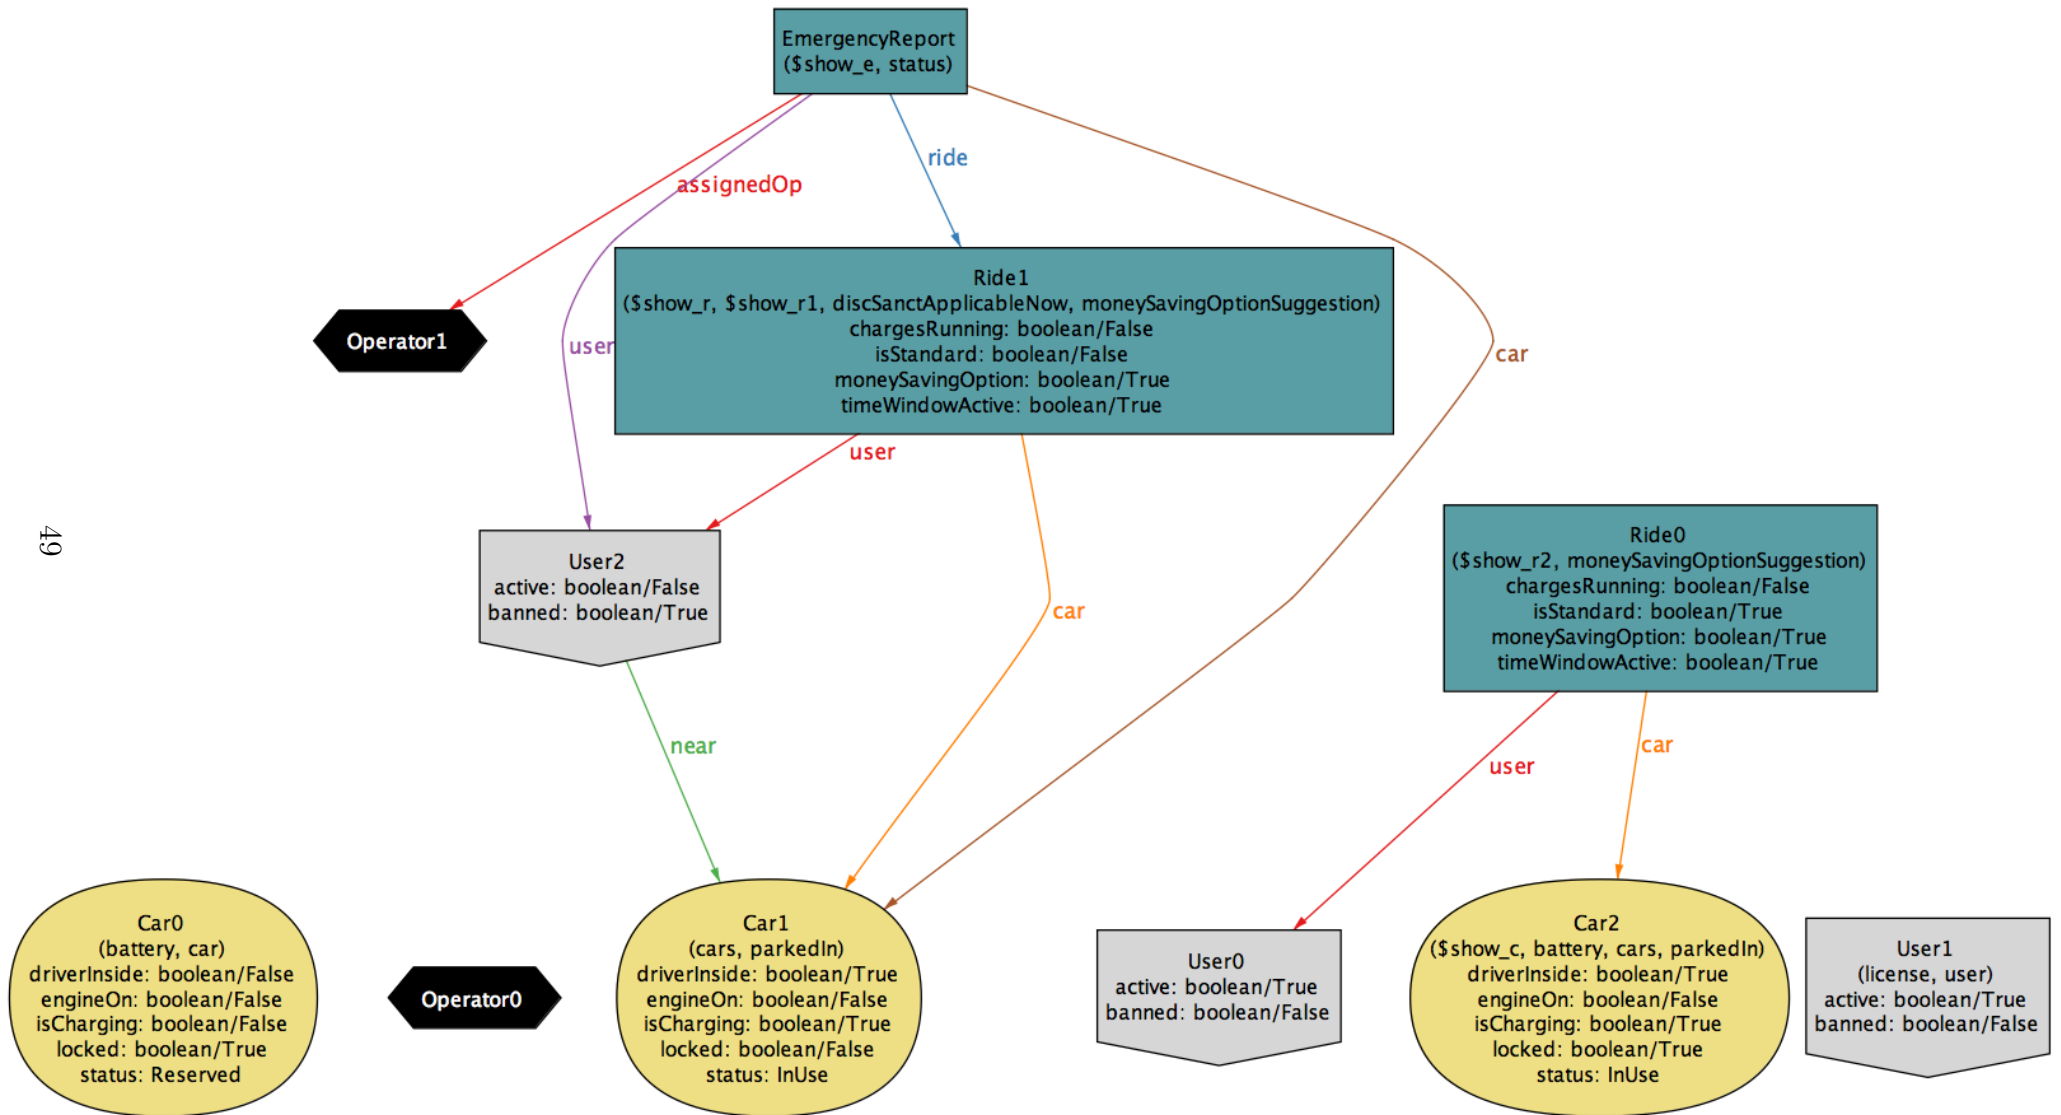 EmergencyReport
($show_e, status)
ride
assignedOp
Ride1
($show_r, $show_r1, discSanctApplicableNow, moneySavingOptionSuggestion)
chargesRunning: boolean/False
isStandard: boolean/False
moneySavingOption: boolean/True
timeWindowActive: boolean/True
Operator1
user
car
user
49
User2
active: boolean/False
banned: boolean/True
Ride0
($show_r2, moneySavingOptionSuggestion)
chargesRunning: boolean/False
isStandard: boolean/True
moneySavingOption: boolean/True
timeWindowActive: boolean/True
car
near
car
user
Car0
(battery, car)
driverInside: boolean/False
engineOn: boolean/False
isCharging: boolean/False
locked: boolean/True
status: Reserved
Operator0
Car1
(cars, parkedIn)
driverInside: boolean/True
engineOn: boolean/False
isCharging: boolean/True
locked: boolean/False
status: InUse
User0
active: boolean/True
banned: boolean/False
Car2
($show_c, battery, cars, parkedIn)
driverInside: boolean/True
engineOn: boolean/False
isCharging: boolean/True
locked: boolean/True
status: InUse
User1
(license, user)
active: boolean/True
banned: boolean/False